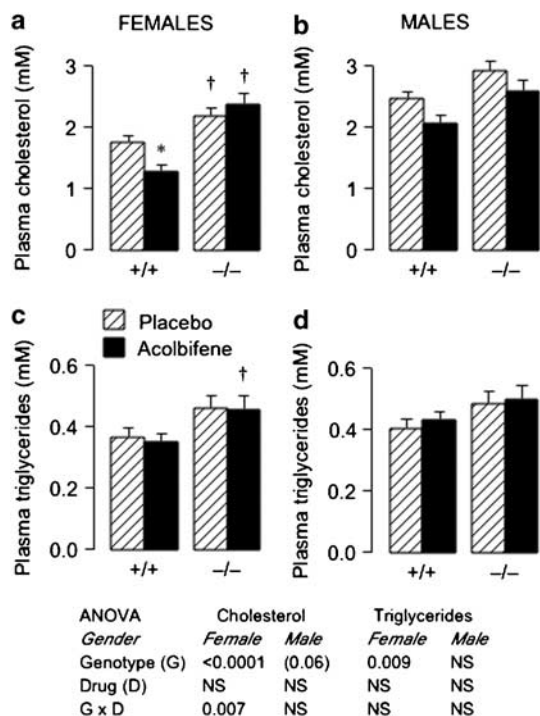 a FEMALES
b MALES
Plasma cholesterol (mM)
3
2
1
0
† †
*
+/+ –/–
Plasma cholesterol (mM)
3
2
1
0
+/+ –/–
c
Placebo
Acolbifene
Plasma triglycerides (mM)
0.6
0.4
0.2
0.0
†
+/+ –/–
d
Plasma triglycerides (mM)
0.6
0.4
0.2
0.0
+/+ –/–
ANOVA Cholesterol Triglycerides
Gender Female Male Female Male
Genotype (G) <0.0001 (0.06) 0.009 NS
Drug (D) NS NS NS NS
G x D 0.007 NS NS NS